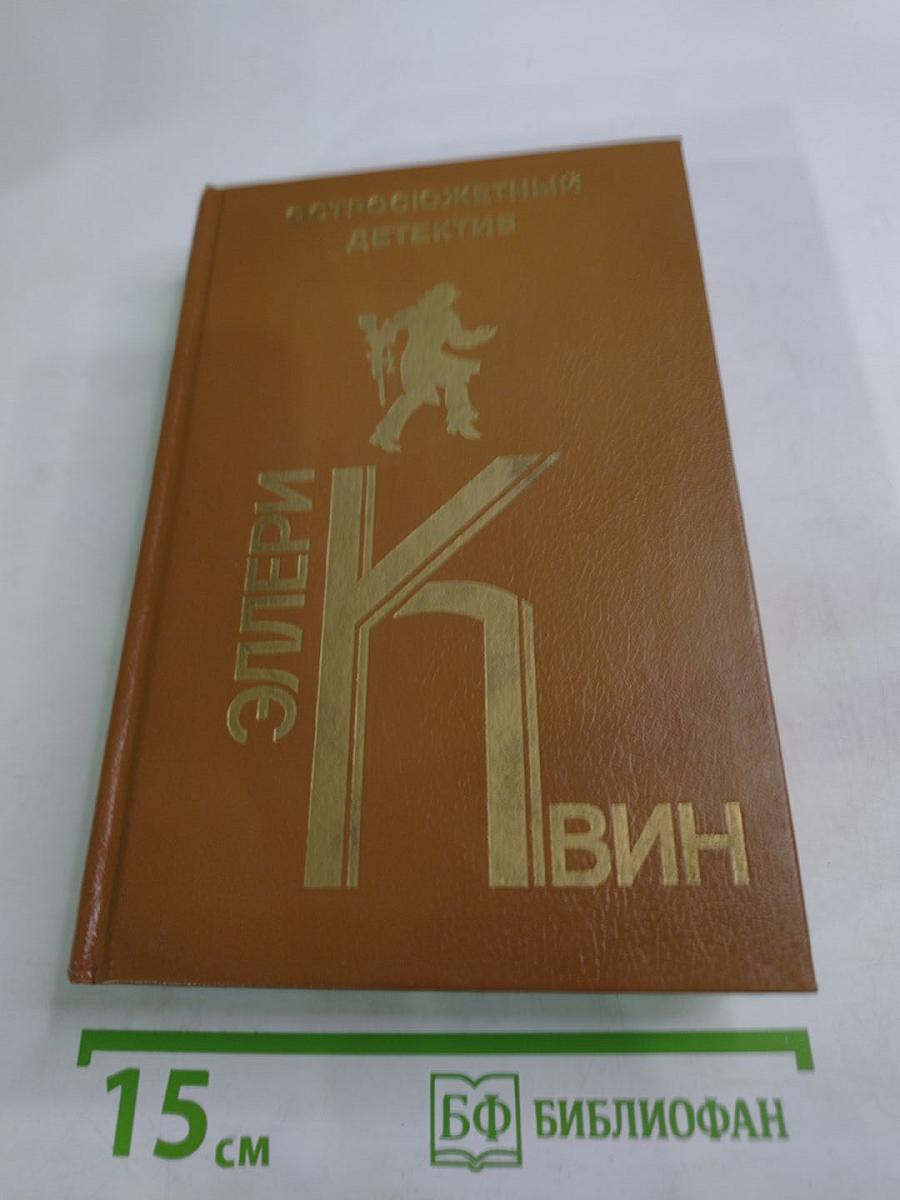 ОСТРОСЮЖЕТНЫЙ
ДЕТЕКТИВ
ЭЛЛЕРИ
КВИН
15 см
БФ БИБЛИОФАН